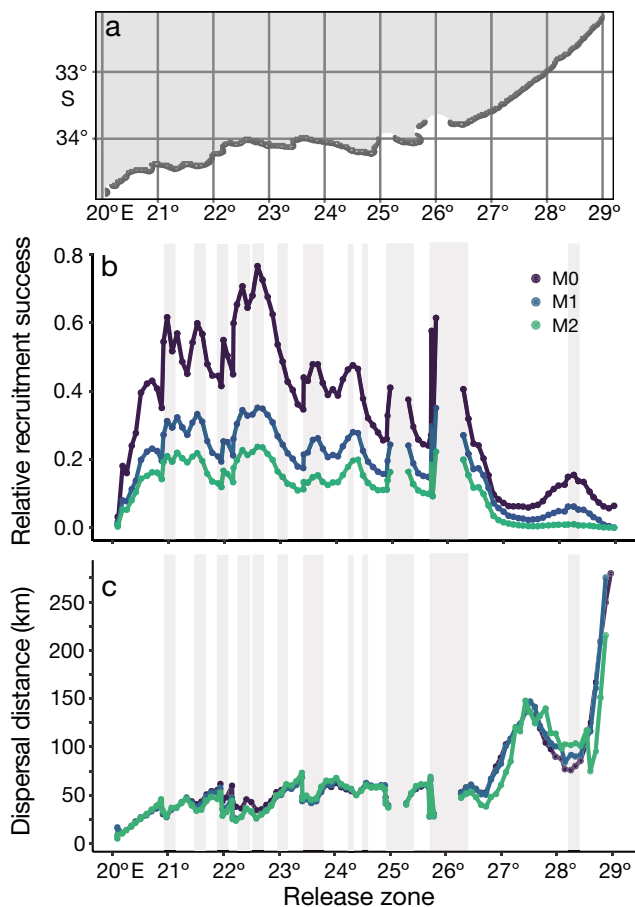 a
33°
S
34°
20° E 21° 22° 23° 24° 25° 26° 27° 28° 29°
b
Relative recruitment success
0.8
0.6
0.4
0.2
0.0
M0
M1
M2
c
Dispersal distance (km)
250
200
150
100
50
0
20° E 21° 22° 23° 24° 25° 26° 27° 28° 29°
Release zone